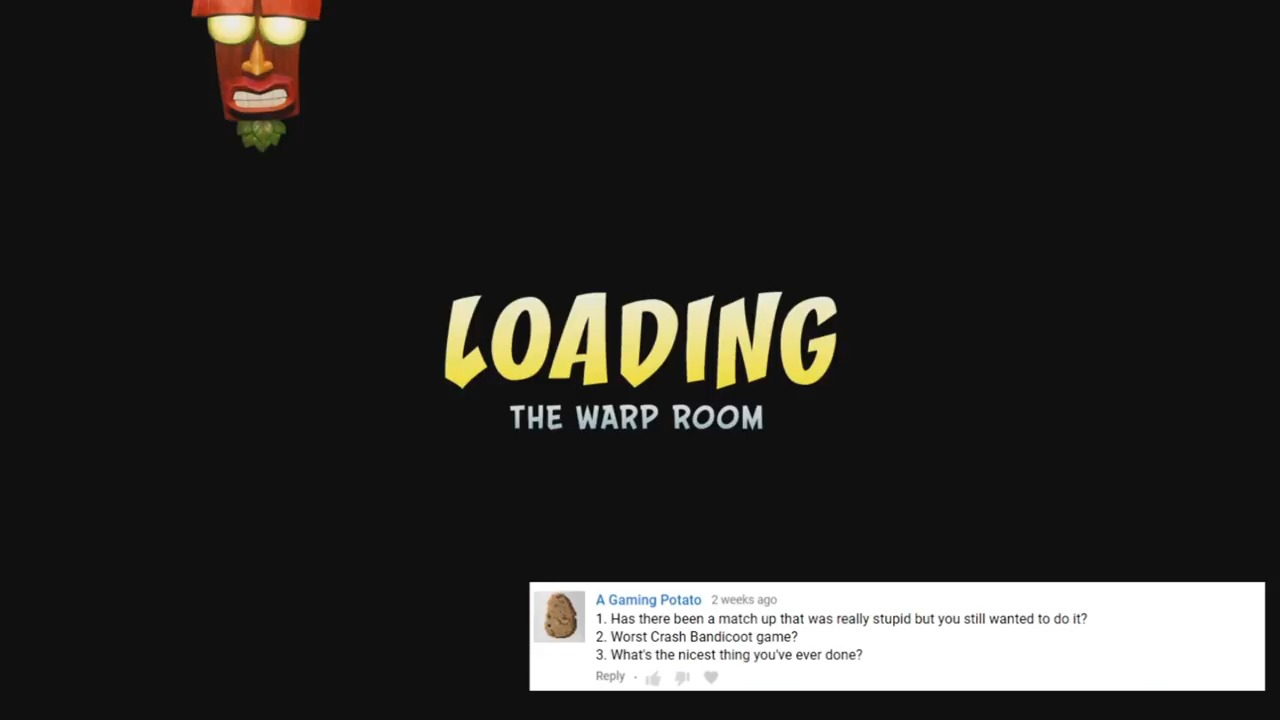 LOADING
THE WARP ROOM
A Gaming Potato 2 weeks ago
1. Has there been a match up that was really stupid but you still wanted to do it?
2. Worst Crash Bandicoot game?
3. What's the nicest thing you've ever done?
Reply ·